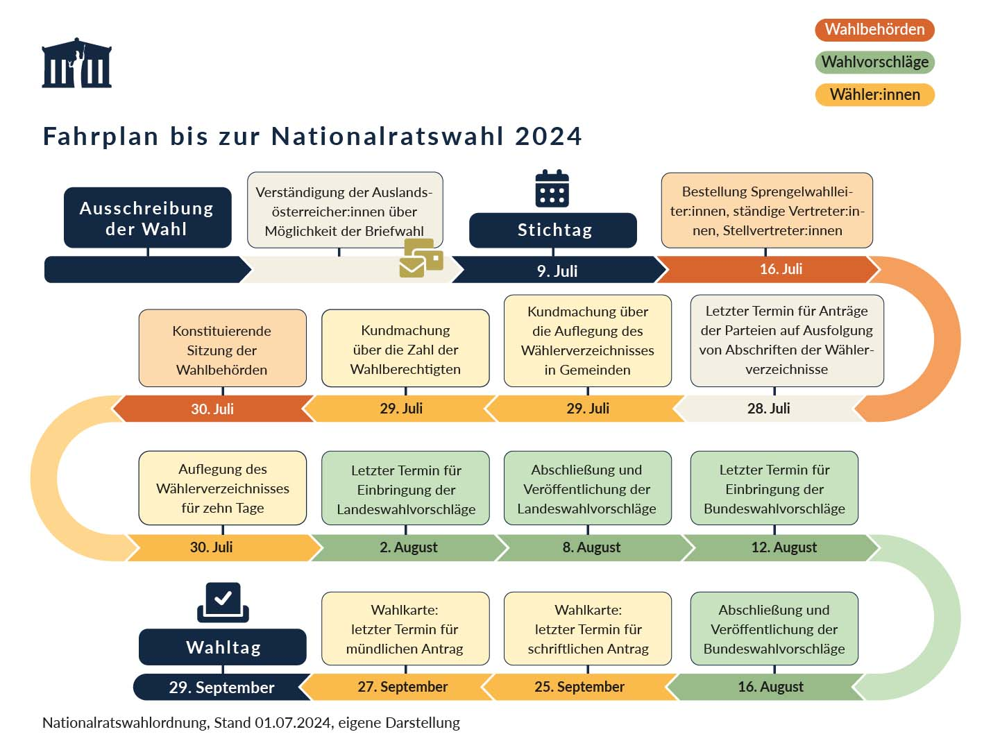 Wahlbehörden
Wahlvorschläge
Wähler:innen
Fahrplan bis zur Nationalratswahl 2024
Ausschreibung
der Wahl
Verständigung der Auslands-
österreicher:innen über
Möglichkeit der Briefwahl
Stichtag
9. Juli
Bestellung Sprengelwahllei-
ter:innen, ständige Vertreter:in-
nen, Stellvertreter:innen
16. Juli
Letzter Termin für Anträge
der Parteien auf Ausfolgung
von Abschriften der Wähler-
verzeichnisse
28. Juli
Kundmachung über
die Auflegung des
Wählerverzeichnisses
in Gemeinden
29. Juli
Kundmachung
über die Zahl der
Wahlberechtigten
29. Juli
Konstituierende
Sitzung der
Wahlbehörden
30. Juli
Auflegung des
Wählerverzeichnisses
für zehn Tage
30. Juli
Letzter Termin für
Einbringung der
Landeswahlvorschläge
2. August
Abschließung und
Veröffentlichung der
Landeswahlvorschläge
8. August
Letzter Termin für
Einbringung der
Bundeswahlvorschläge
12. August
Abschließung und
Veröffentlichung der
Bundeswahlvorschläge
16. August
Wahlkarte:
letzter Termin für
schriftlichen Antrag
25. September
Wahlkarte:
letzter Termin für
mündlichen Antrag
27. September
Wahltag
29. September
Nationalratswahlordnung, Stand 01.07.2024, eigene Darstellung